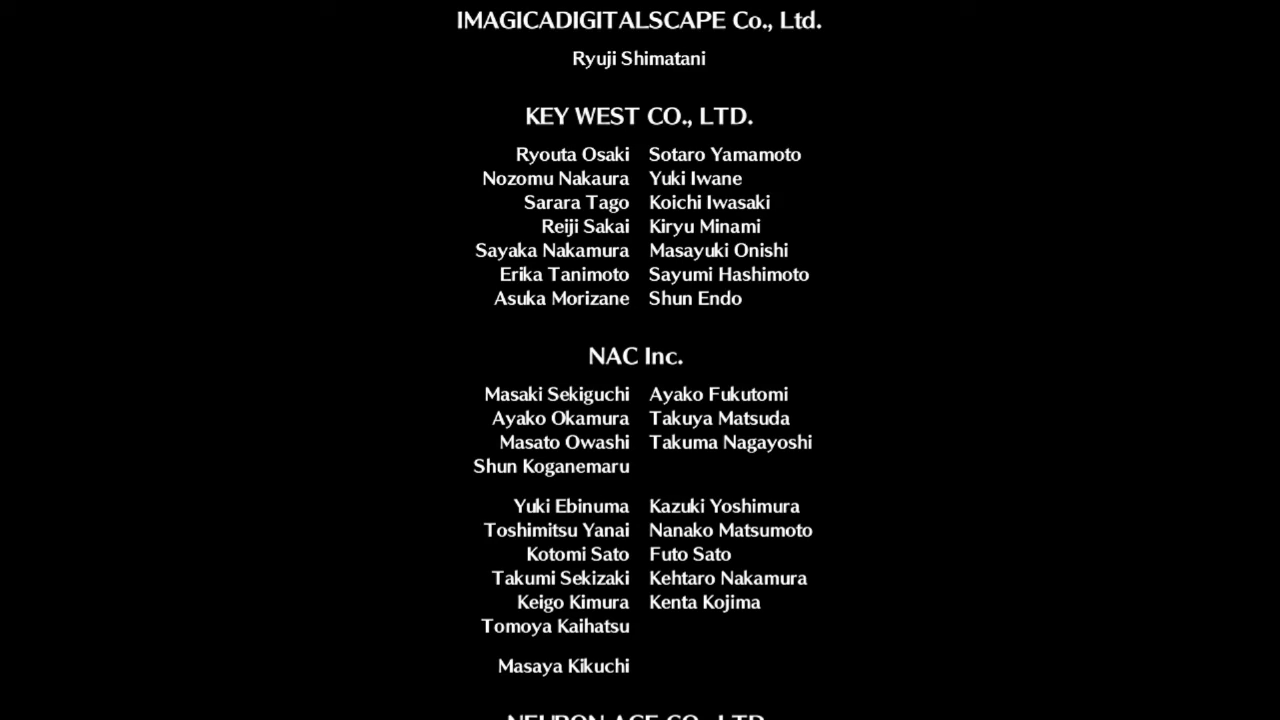 IMAGICADIGITALSCAPE Co., Ltd.
Ryuji Shimatani
KEY WEST CO., LTD.
Ryouta Osaki Sotaro Yamamoto
Nozomu Nakaura Yuki Iwane
Sarara Tago Koichi Iwasaki
Reiji Sakai Kiryu Minami
Sayaka Nakamura Masayuki Onishi
Erika Tanimoto Sayumi Hashimoto
Asuka Morizane Shun Endo
NAC Inc.
Masaki Sekiguchi Ayako Fukutomi
Ayako Okamura Takuya Matsuda
Masato Owashi Takuma Nagayoshi
Shun Koganemaru
Yuki Ebinuma Kazuki Yoshimura
Toshimitsu Yanai Nanako Matsumoto
Kotomi Sato Futo Sato
Takumi Sekizaki Kehtaro Nakamura
Keigo Kimura Kenta Kojima
Tomoya Kaihatsu
Masaya Kikuchi